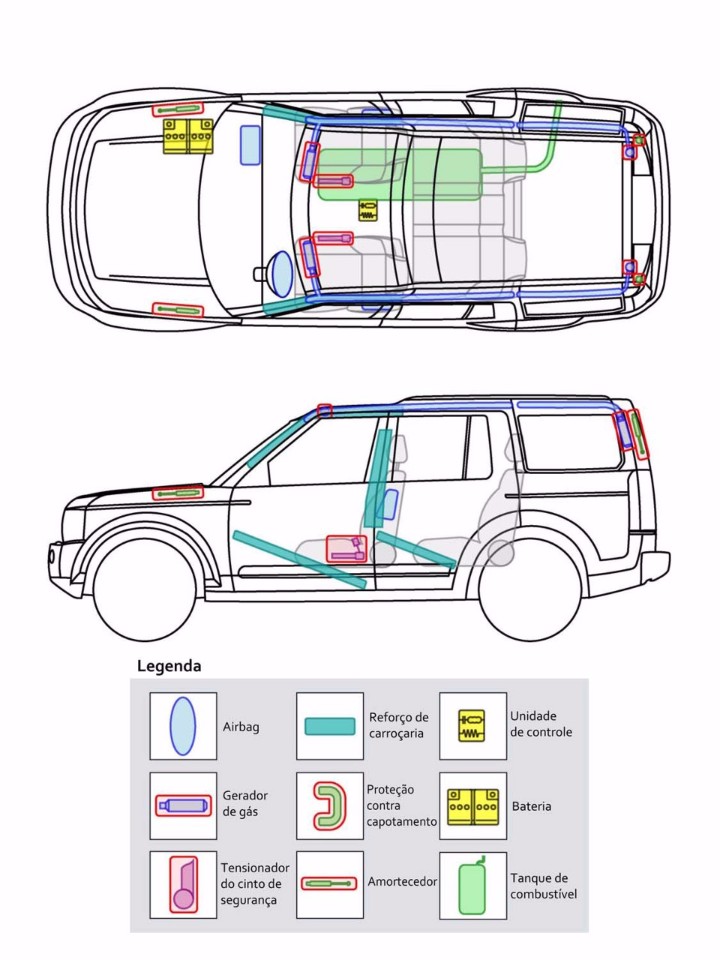 Legenda
Airbag
Reforço de
carroçaria
Unidade
de controle
Gerador
de gás
Proteção
contra
capotamento
Bateria
Tensionador
do cinto de
segurança
Amortecedor
Tanque de
combustível